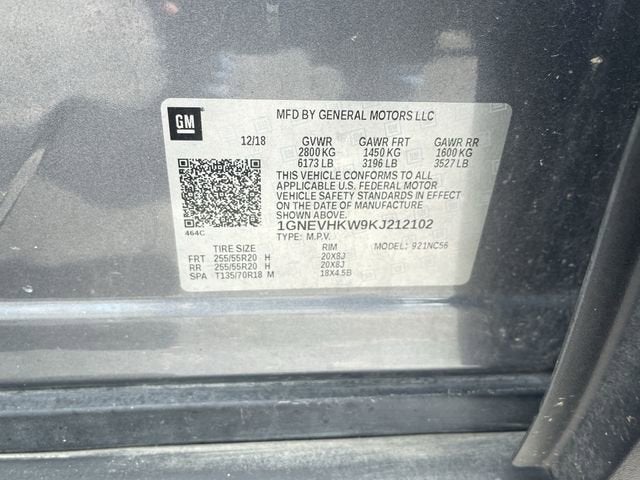 GM
MFD BY GENERAL MOTORS LLC
12/18 GVWR GAWR FRT GAWR RR
2800 KG 1450 KG 1600 KG
6173 LB 3196 LB 3527 LB
THIS VEHICLE CONFORMS TO ALL
APPLICABLE U.S. FEDERAL MOTOR
VEHICLE SAFETY STANDARDS IN EFFECT
ON THE DATE OF MANUFACTURE
SHOWN ABOVE.
464C 1GNEVHKW9KJ212102
TYPE: M.P.V. MODEL: 921NC56
TIRE SIZE RIM
FRT 255/55R20 H 20X8J
RR 255/55R20 H 20X8J
SPA T135/70R18 M 18X4.5B